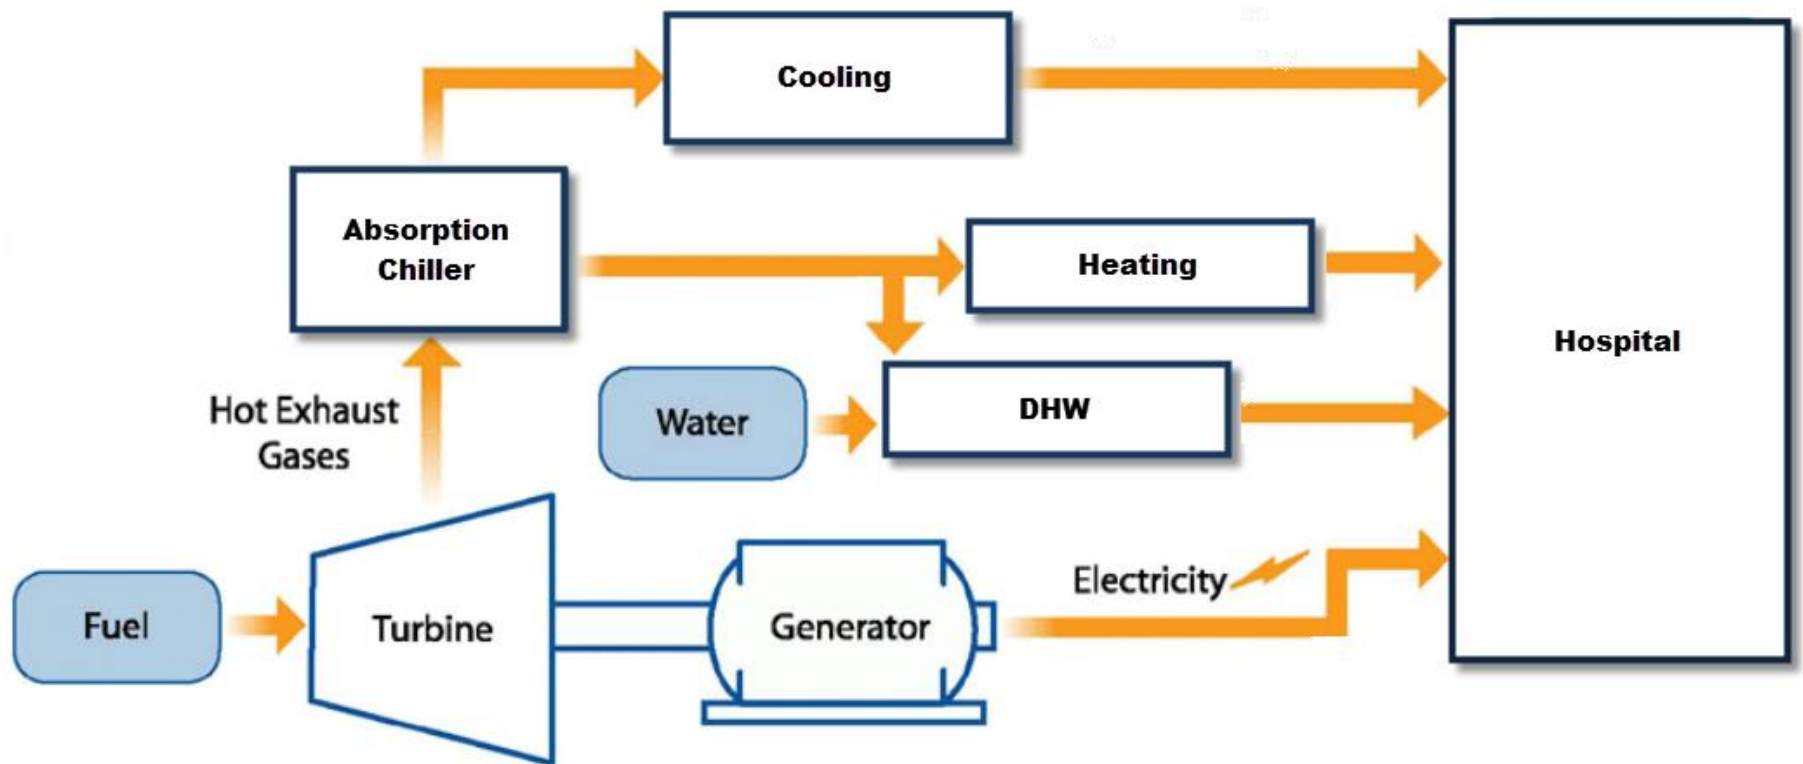 Cooling
Absorption
Chiller
Heating
Hospital
Hot Exhaust
Gases
Water
DHW
Electricity
Fuel
Turbine
Generator